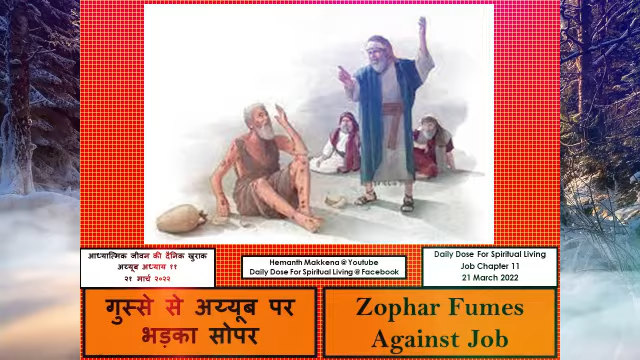 आध्यात्मिक जीवन की दैनिक खुराक
अय्यूब अध्याय ११
२१ मार्च २०२२
Hemanth Makkena @ Youtube
Daily Dose For Spiritual Living @ Facebook
Daily Dose For Spiritual Living
Job Chapter 11
21 March 2022
गुस्से से अय्यूब पर
भड़का सोपर
Zophar Fumes
Against Job